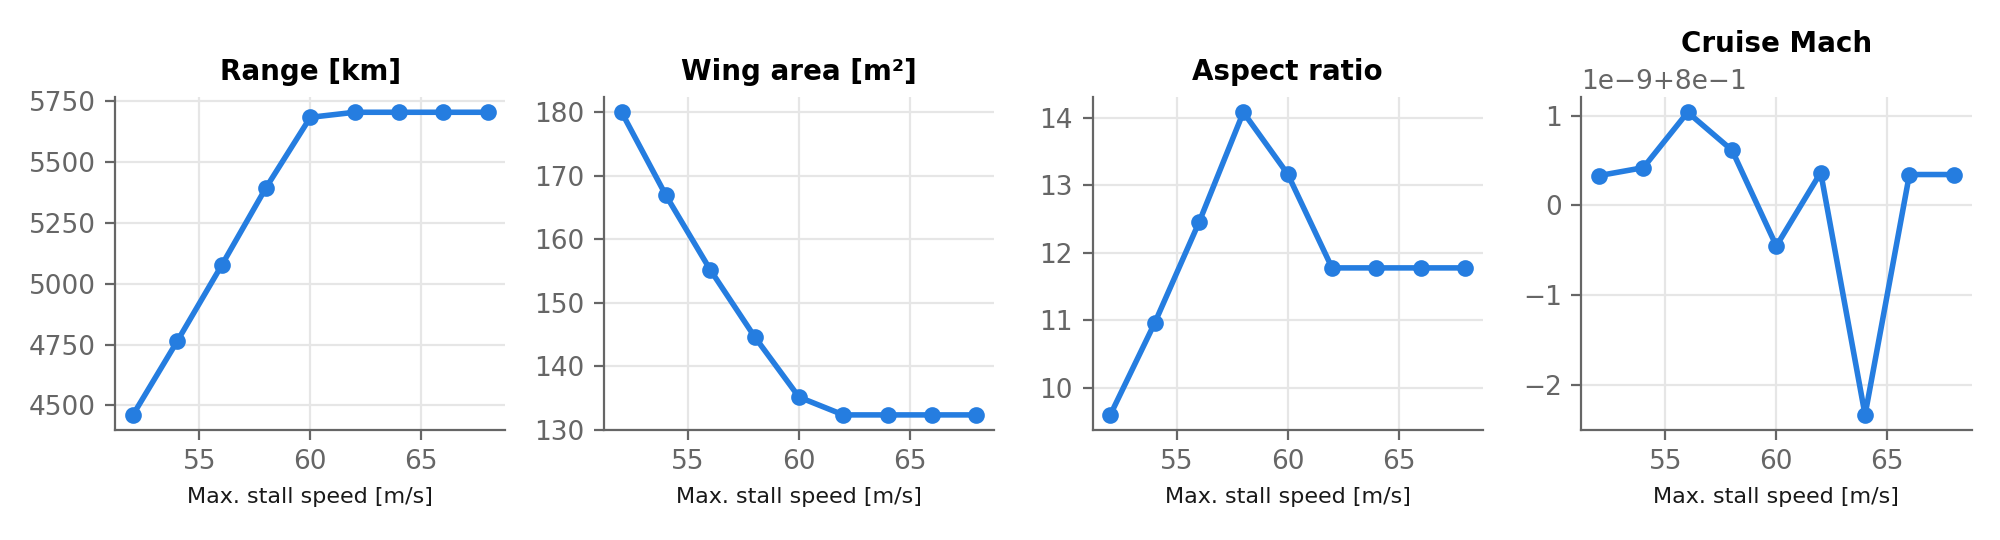 Range [km]
5750
5500
5250
5000
4750
4500
55 60 65
Max. stall speed [m/s]
Wing area [m²]
180
170
160
150
140
130
55 60 65
Max. stall speed [m/s]
Aspect ratio
14
13
12
11
10
55 60 65
Max. stall speed [m/s]
Cruise Mach
1e−9+8e−1
1
0
−1
−2
55 60 65
Max. stall speed [m/s]